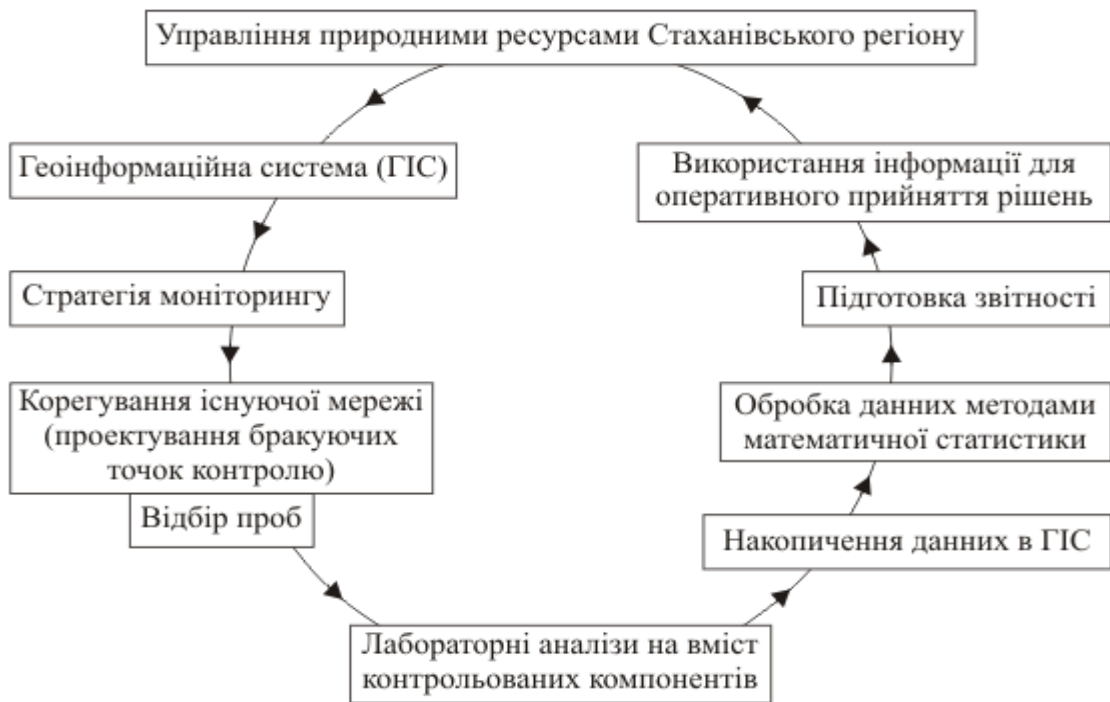 Управління природними ресурсами Стаханівського регіону
Геоінформаційна система (ГІС)
Стратегія моніторингу
Корегування існуючої мережі
(проектування бракуючих
точок контролю)
Відбір проб
Лабораторні аналізи на вміст
контрольованих компонентів
Накопичення данних в ГІС
Обробка данних методами
математичної статистики
Підготовка звітності
Використання інформації для
оперативного прийняття рішень